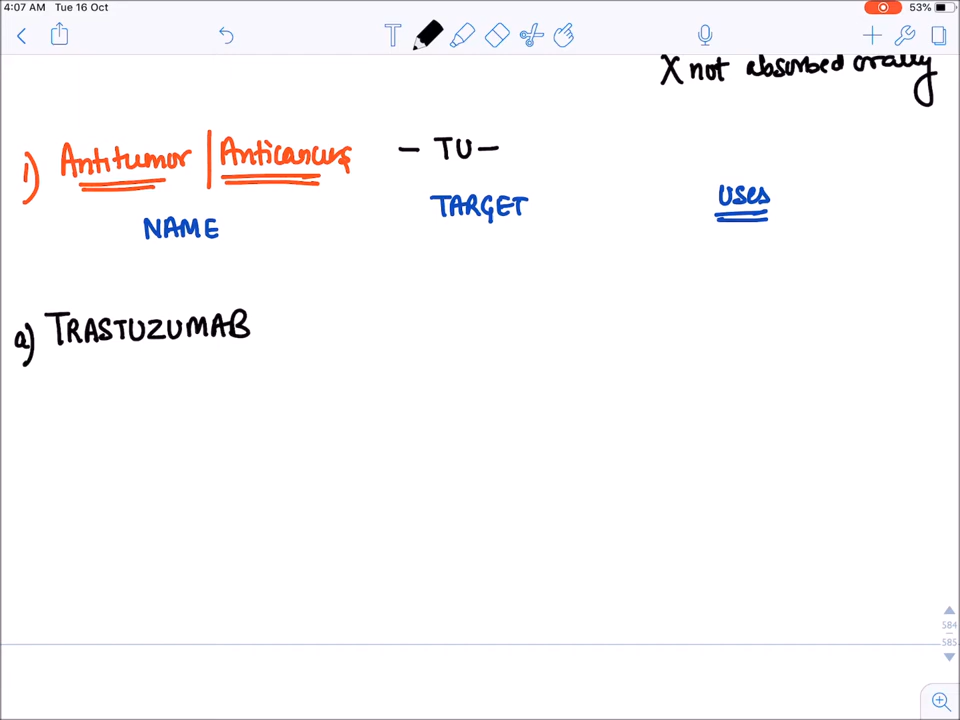 4:07 AM Tue 16 Oct 53%
T
X not absorbed orally
1) Antitumor | Anticancer - TU -
NAME TARGET Uses
a) TRASTUZUMAB
584
585